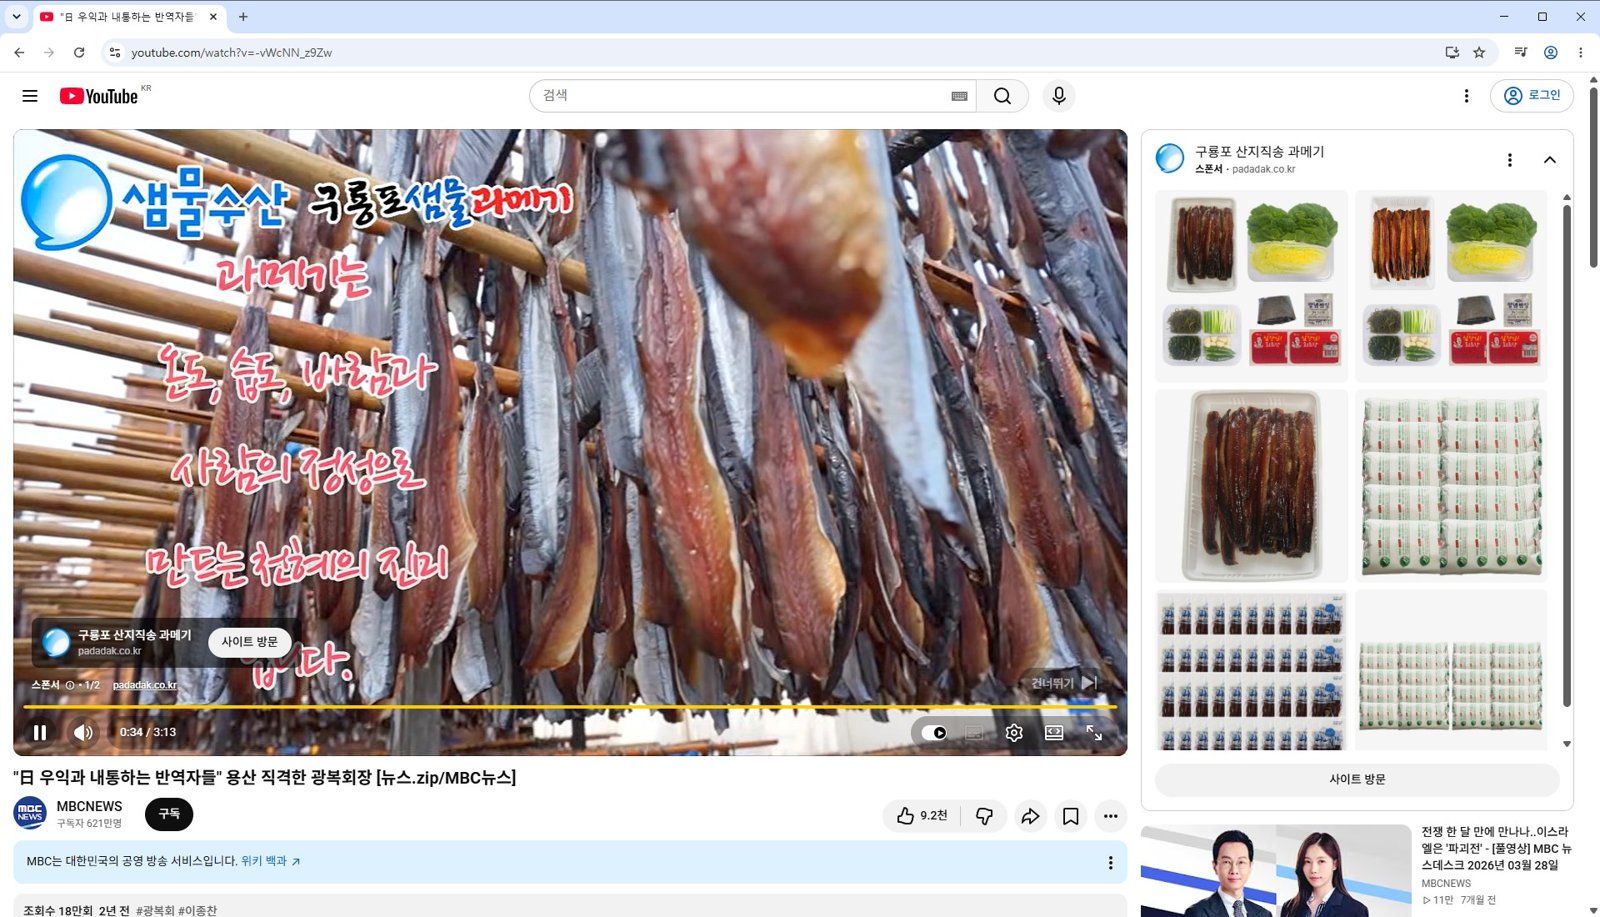 "日 우익과 내통하는 반역자들"
youtube.com/watch?v=-vWcNN_z9Zw
YouTube KR
검색
로그인
샘물수산 구룡포샘물과메기
과메기는
온도, 습도, 바람과
사람의 정성으로
만드는 천혜의 진미
입니다.
구룡포 산지직송 과메기
padadak.co.kr
사이트 방문
스폰서 · 1/2 padadak.co.kr
건너뛰기
0:34 / 3:13
"日 우익과 내통하는 반역자들" 용산 직격한 광복회장 [뉴스.zip/MBC뉴스]
MBC NEWS
MBCNEWS
구독자 621만명
구독
9.2천
MBC는 대한민국의 공영 방송 서비스입니다. 위키 백과
조회수 18만회 2년 전 #광복회 #이종찬
구룡포 산지직송 과메기
스폰서 · padadak.co.kr
사이트 방문
전쟁 한 달 만에 만나나..이스라
엘은 '파괴전' - [풀영상] MBC 뉴
스데스크 2026년 03월 28일
MBCNEWS
11만 7개월 전